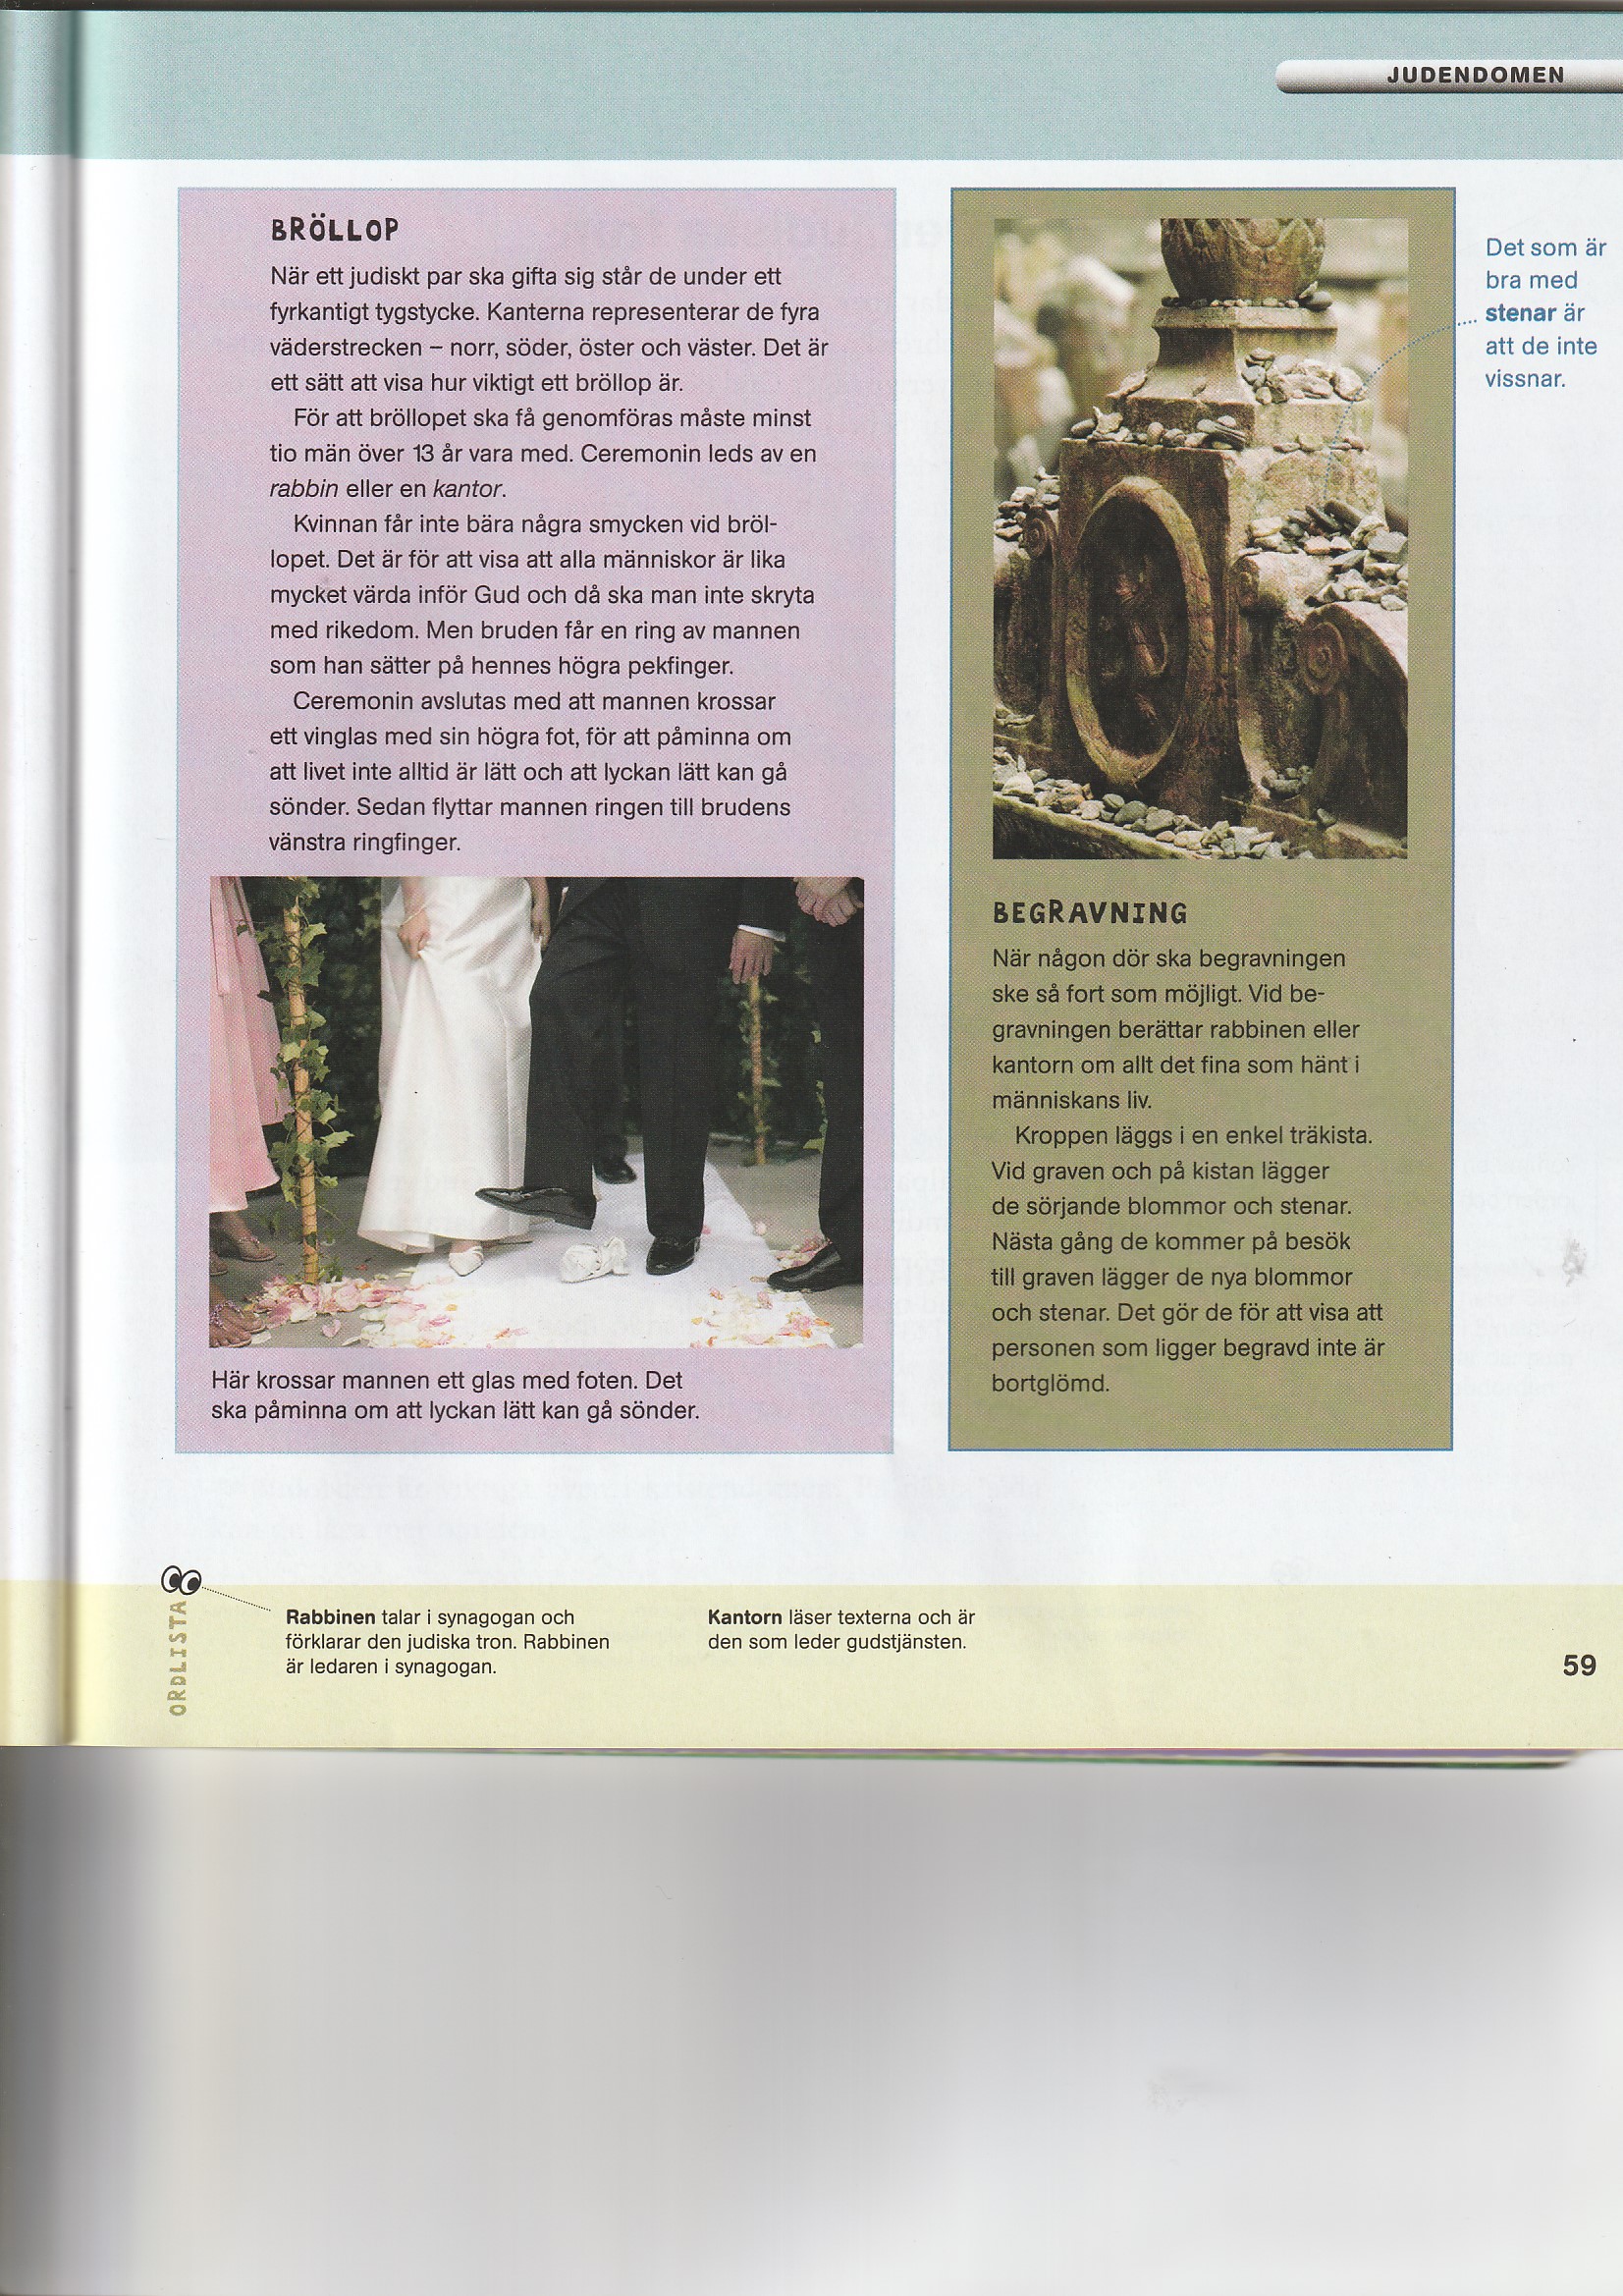 JUDENDOMEN
BRÖLLOP
När ett judiskt par ska gifta sig står de under ett
fyrkantigt tygstycke. Kanterna representerar de fyra
väderstrecken – norr, söder, öster och väster. Det är
ett sätt att visa hur viktigt ett bröllop är.
För att bröllopet ska få genomföras måste minst
tio män över 13 år vara med. Ceremonin leds av en
rabbin eller en kantor.
Kvinnan får inte bära några smycken vid bröl-
lopet. Det är för att visa att alla människor är lika
mycket värda inför Gud och då ska man inte skryta
med rikedom. Men bruden får en ring av mannen
som han sätter på hennes högra pekfinger.
Ceremonin avslutas med att mannen krossar
ett vinglas med sin högra fot, för att påminna om
att livet inte alltid är lätt och att lyckan lätt kan gå
sönder. Sedan flyttar mannen ringen till brudens
vänstra ringfinger.
Här krossar mannen ett glas med foten. Det
ska påminna om att lyckan lätt kan gå sönder.
Det som är
bra med
stenar är
att de inte
vissnar.
BEGRAVNING
När någon dör ska begravningen
ske så fort som möjligt. Vid be-
gravningen berättar rabbinen eller
kantorn om allt det fina som hänt i
människans liv.
Kroppen läggs i en enkel träkista.
Vid graven och på kistan lägger
de sörjande blommor och stenar.
Nästa gång de kommer på besök
till graven lägger de nya blommor
och stenar. Det gör de för att visa att
personen som ligger begravd inte är
bortglömd.
ORDLISTA
Rabbinen talar i synagogan och
förklarar den judiska tron. Rabbinen
är ledaren i synagogan.
Kantorn läser texterna och är
den som leder gudstjänsten.
59